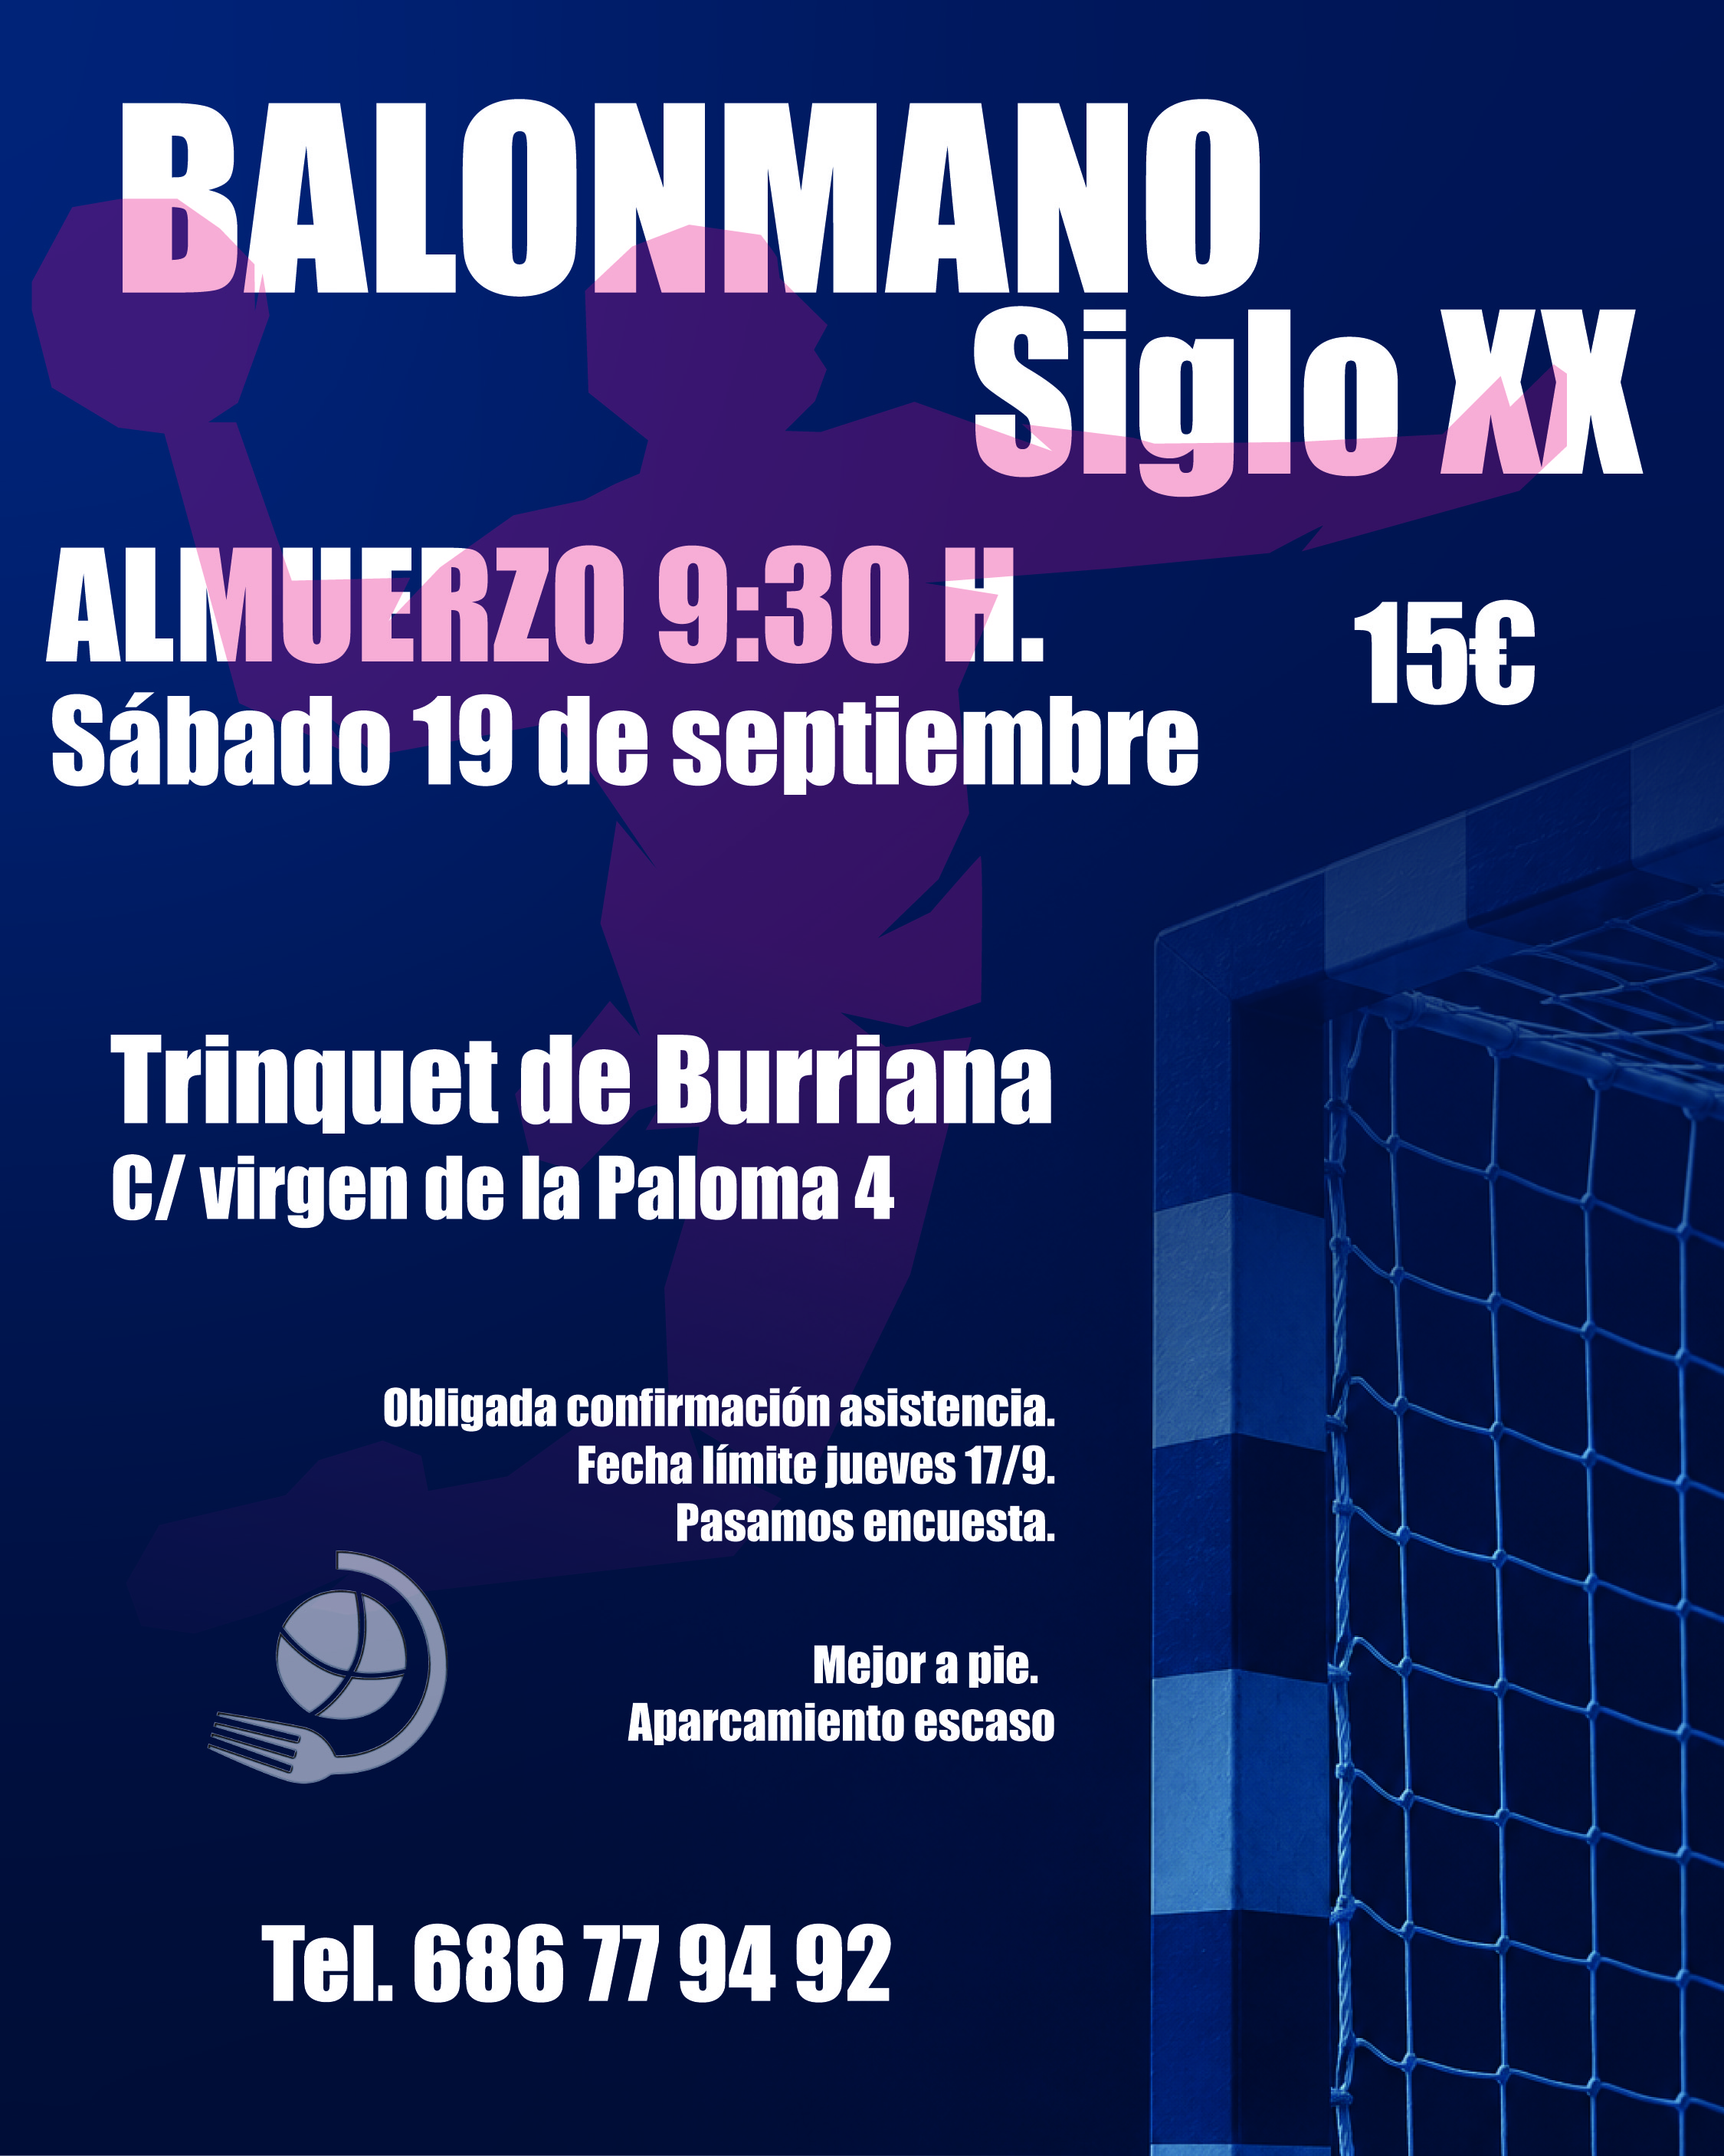 BALONMANO
Siglo XX
ALMUERZO 9:30 H.
15€
Sábado 19 de septiembre
Trinquet de Burriana
C/ virgen de la Paloma 4
Obligada confirmación asistencia.
Fecha límite jueves 17/9.
Pasamos encuesta.
Mejor a pie.
Aparcamiento escaso
Tel. 686 77 94 92